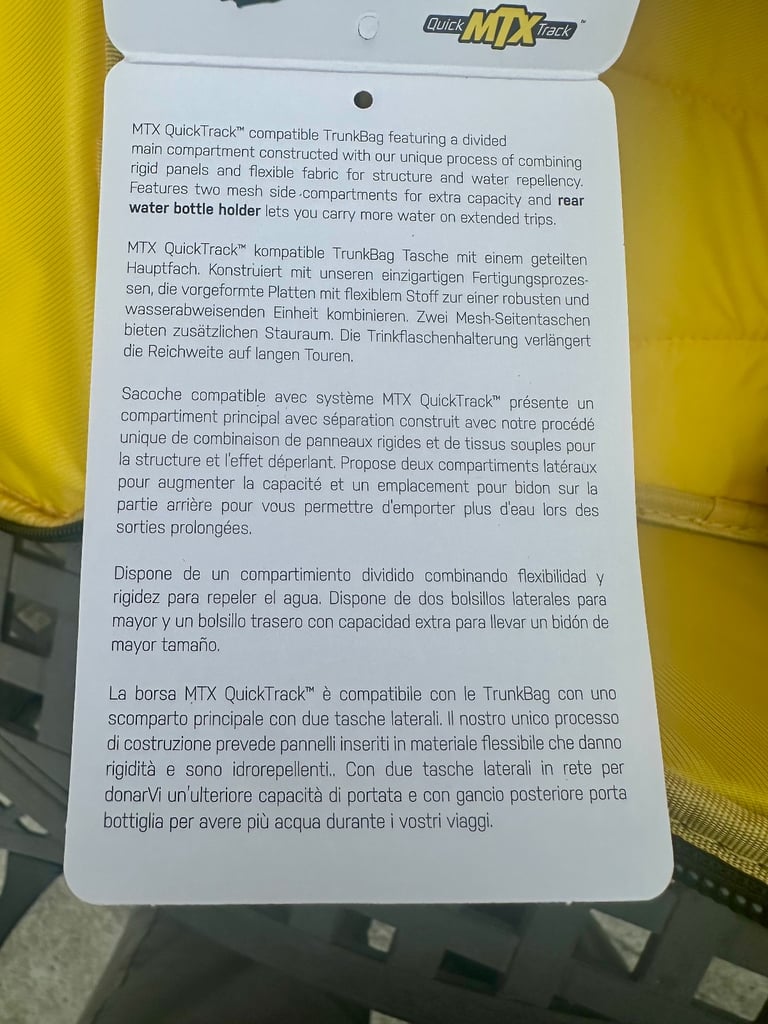 Quick MTX Track™
MTX QuickTrack™ compatible TrunkBag featuring a divided
main compartment constructed with our unique process of combining
rigid panels and flexible fabric for structure and water repellency.
Features two mesh side compartments for extra capacity and rear
water bottle holder lets you carry more water on extended trips.
MTX QuickTrack™ kompatible TrunkBag Tasche mit einem geteilten
Hauptfach. Konstruiert mit unseren einzigartigen Fertigungsprozes-
sen, die vorgeformte Platten mit flexiblem Stoff zur einer robusten und
wasserabweisenden Einheit kombinieren. Zwei Mesh-Seitentaschen
bieten zusätzlichen Stauraum. Die Trinkflaschenhalterung verlängert
die Reichweite auf langen Touren.
Sacoche compatible avec système MTX QuickTrack™ présente un
compartiment principal avec séparation construit avec notre procédé
unique de combinaison de panneaux rigides et de tissus souples pour
la structure et l'effet déperlant. Propose deux compartiments latéraux
pour augmenter la capacité et un emplacement pour bidon sur la
partie arrière pour vous permettre d'emporter plus d'eau lors des
sorties prolongées.
Dispone de un compartimiento dividido combinando flexibilidad y
rigidez para repeler el agua. Dispone de dos bolsillos laterales para
mayor y un bolsillo trasero con capacidad extra para llevar un bidón de
mayor tamaño.
La borsa MTX QuickTrack™ è compatibile con le TrunkBag con uno
scomparto principale con due tasche laterali. Il nostro unico processo
di costruzione prevede pannelli inseriti in materiale flessibile che danno
rigidità e sono idrorepellenti.. Con due tasche laterali in rete per
donarVi un'ulteriore capacità di portata e con gancio posteriore porta
bottiglia per avere più acqua durante i vostri viaggi.